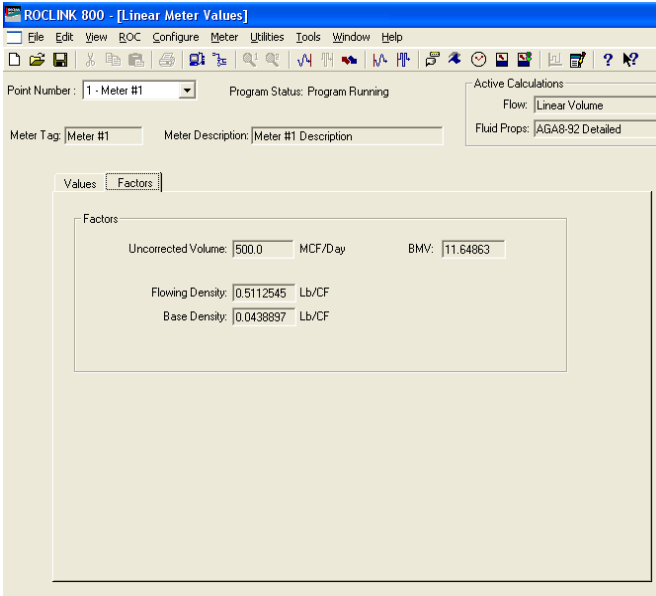 ROCLINK 800 - [Linear Meter Values]
File Edit View ROC Configure Meter Utilities Tools Window Help
Point Number : 1 - Meter #1 Program Status: Program Running
Active Calculations
Flow: Linear Volume
Fluid Props: AGA8-92 Detailed
Meter Tag: Meter #1 Meter Description: Meter #1 Description
Values Factors
Factors
Uncorrected Volume: 500.0 MCF/Day BMV: 11.64863
Flowing Density: 0.5112545 Lb/CF
Base Density: 0.0438897 Lb/CF